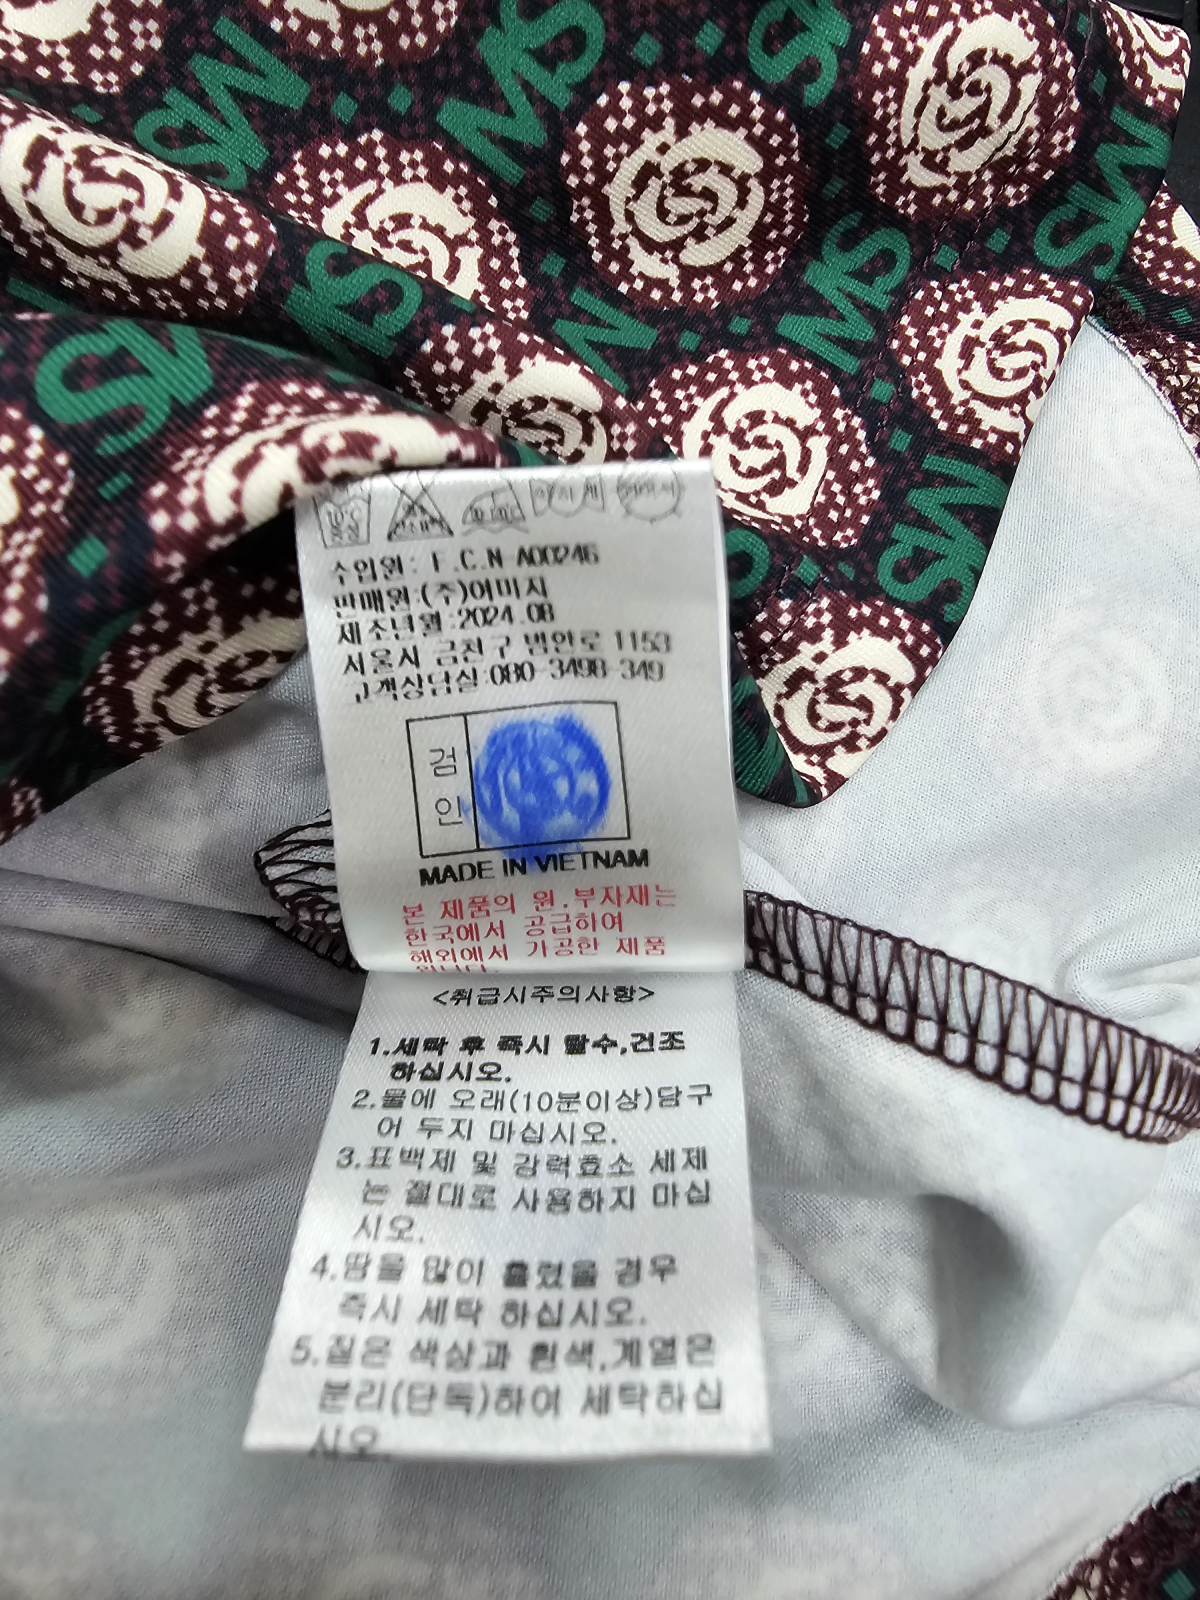 수입원: F.C.N-A00246
판매원:(주)어미지
제조년월:2024.08
서울시 금천구 범안로 1153
고객상담실:080-3498-349
검
인
MADE IN VIETNAM
본 제품의 원.부자재는
한국에서 공급하여
해외에서 가공한 제품
입니다.
<취급시주의사항>
1.세탁 후 즉시 탈수,건조
하십시오.
2.물에 오래(10분이상)담구
어 두지 마십시오.
3.표백제 및 강력효소 세제
는 절대로 사용하지 마십
시오.
4.땀을 많이 흘렸을 경우
즉시 세탁 하십시오.
5.짙은 색상과 흰색,계열은
분리(단독)하여 세탁하십
시오.